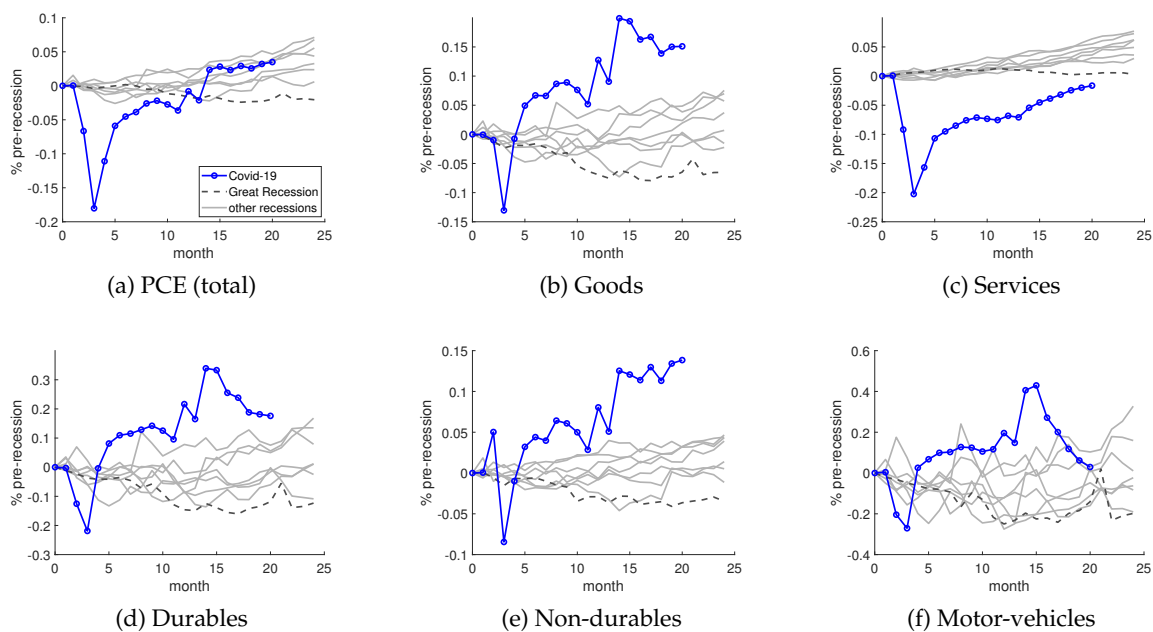 0.1
0.05
0
-0.05
-0.1
-0.15
-0.2
% pre-recession
Covid-19
Great Recession
other recessions
0 5 10 15 20 25
month
(a) PCE (total)
0.2
0.15
0.1
0.05
0
-0.05
-0.1
-0.15
% pre-recession
0 5 10 15 20 25
month
(b) Goods
0.1
0.05
0
-0.05
-0.1
-0.15
-0.2
-0.25
% pre-recession
0 5 10 15 20 25
month
(c) Services
0.3
0.2
0.1
0
-0.1
-0.2
-0.3
% pre-recession
0 5 10 15 20 25
month
(d) Durables
0.15
0.1
0.05
0
-0.05
-0.1
% pre-recession
0 5 10 15 20 25
month
(e) Non-durables
0.6
0.4
0.2
0
-0.2
-0.4
% pre-recession
0 5 10 15 20 25
month
(f) Motor-vehicles